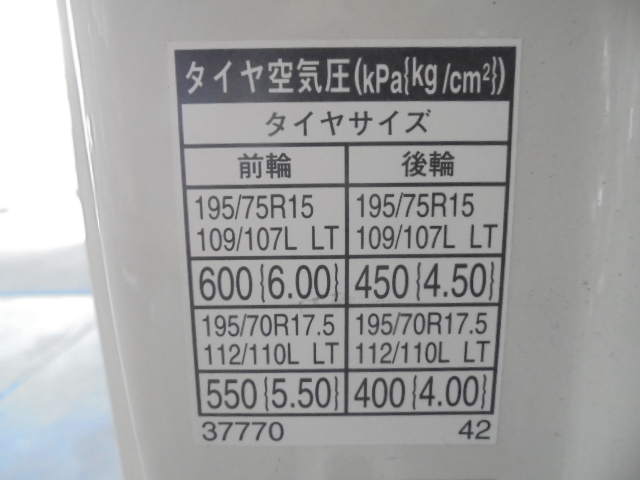 タイヤ空気圧(kPa{kg/cm²})
タイヤサイズ
前輪 後輪
195/75R15 195/75R15
109/107L LT 109/107L LT
600{6.00} 450{4.50}
195/70R17.5 195/70R17.5
112/110L LT 112/110L LT
550{5.50} 400{4.00}
37770 42